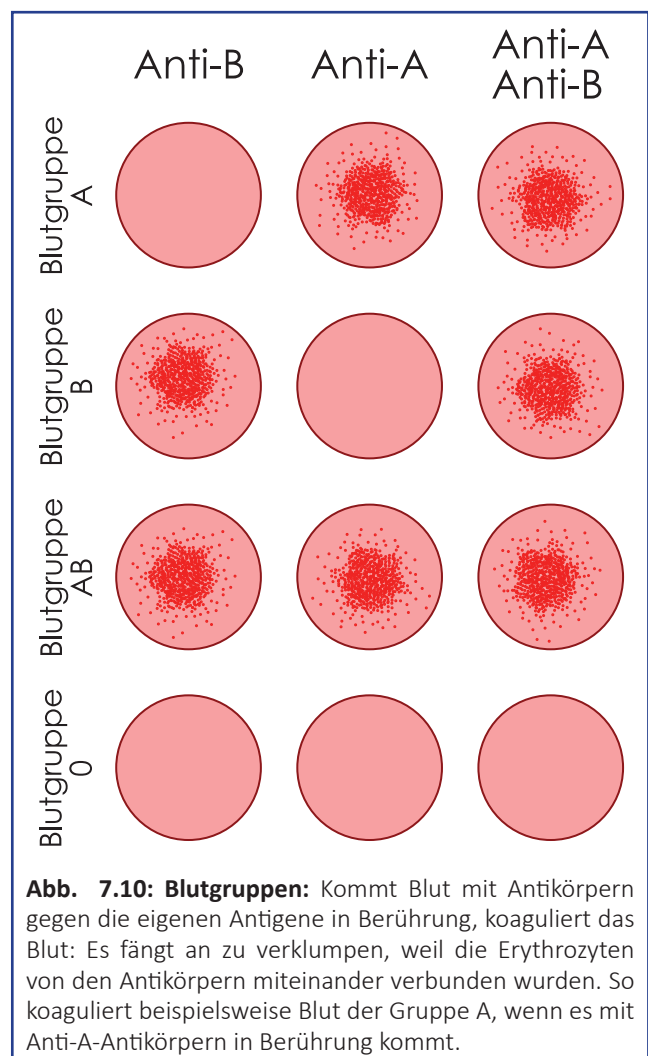 Anti-B
Anti-A
Anti-A
Anti-B
Blutgruppe
A
Blutgruppe
B
Blutgruppe
AB
Blutgruppe
0
Abb. 7.10: Blutgruppen: Kommt Blut mit Antikörpern
gegen die eigenen Antigene in Berührung, koaguliert das
Blut: Es fängt an zu verklumpen, weil die Erythrozyten
von den Antikörpern miteinander verbunden wurden. So
koaguliert beispielsweise Blut der Gruppe A, wenn es mit
Anti-A-Antikörpern in Berührung kommt.